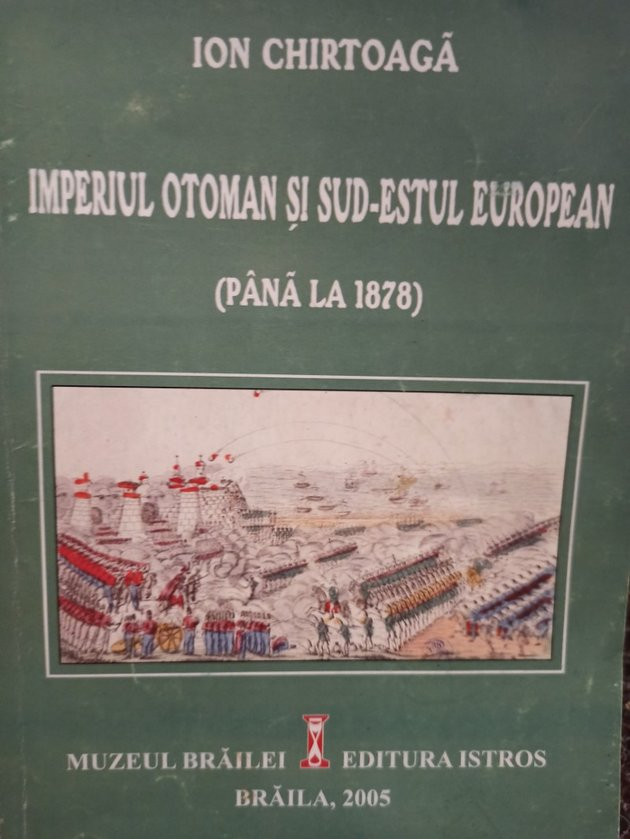 ION CHIRTOAGĂ
IMPERIUL OTOMAN ȘI SUD-ESTUL EUROPEAN
(PÂNĂ LA 1878)
MUZEUL BRĂILEI EDITURA ISTROS
BRĂILA, 2005